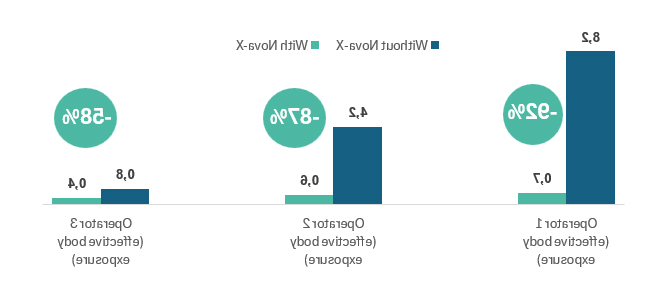 8,2
Without Nova-X
With Nova-X
-92%
-87%
-58%
4,2
0,7
0,6
0,8
0,4
Operator 1
(effective body
exposure)
Operator 2
(effective body
exposure)
Operator 3
(effective body
exposure)